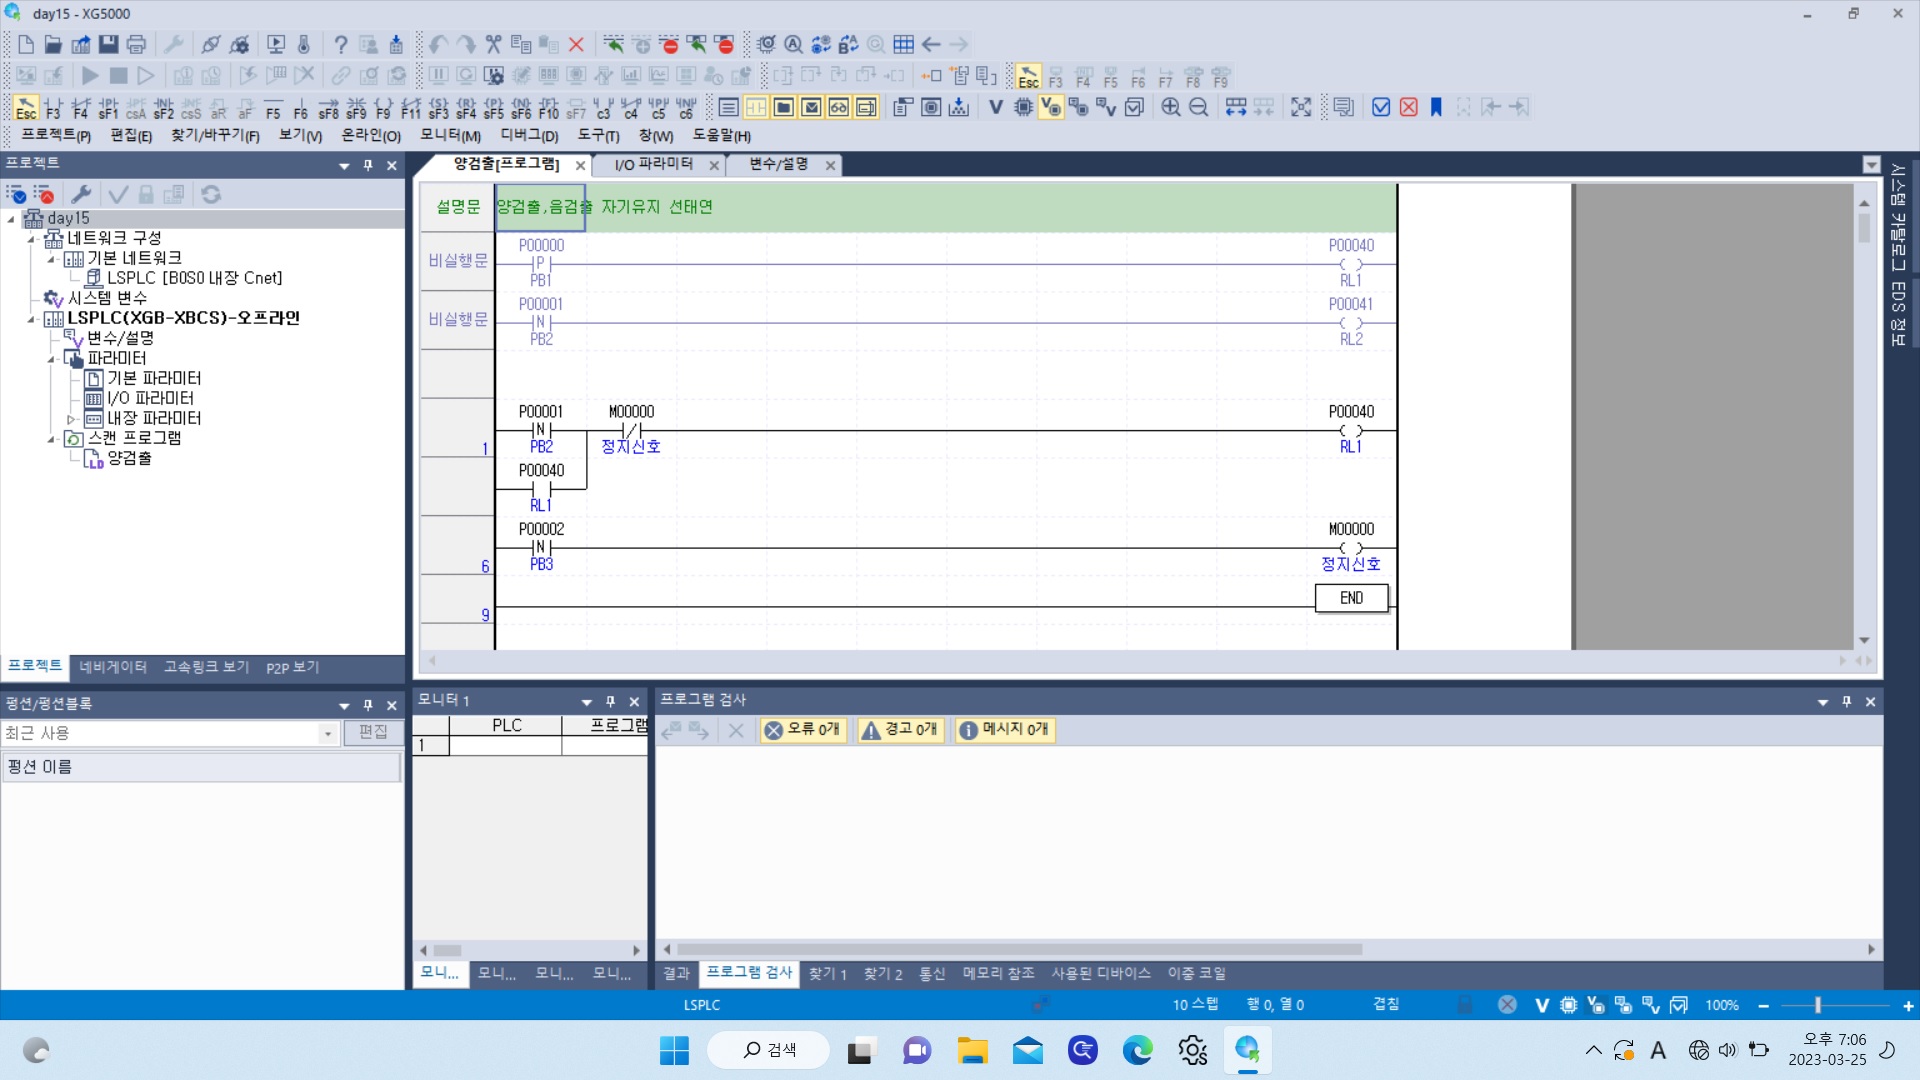 day15 - XG5000
Esc F3 F4 F5 F6 F7 F8 F9
Esc F3 F4 sF1 csA sF2 csS aR aF F5 F6 sF8 sF9 F9 F11 sF3 sF4 sF5 sF6 F10 sF7 c3 c4 c5 c6
프로젝트(P) 편집(E) 찾기/바꾸기(F) 보기(V) 온라인(O) 모니터(M) 디버그(D) 도구(T) 창(W) 도움말(H)
프로젝트
day15
네트워크 구성
기본 네트워크
LSPLC [B0S0 내장 Cnet]
시스템 변수
LSPLC(XGB-XBCS)-오프라인
변수/설명
파라미터
기본 파라미터
I/O 파라미터
내장 파라미터
스캔 프로그램
양검출
프로젝트 네비게이터 고속링크 보기 P2P 보기
양검출[프로그램] I/O 파라미터 변수/설명
설명문 양검출,음검출 자기유지 선태연
P00000 P00040
비실행문 P
PB1 RL1
P00001 P00041
비실행문 N
PB2 RL2
P00001 M00000 P00040
N
1 PB2 정지신호 RL1
P00040
RL1
P00002 M00000
N
6 PB3 정지신호
END
9
시스템 카탈로그
EDS 정보
펑션/펑션블록
최근 사용 편집
펑션 이름
모니터 1
PLC 프로그램
1
모니... 모니... 모니... 모니...
프로그램 검사
오류 0개 경고 0개 메시지 0개
결과 프로그램 검사 찾기 1 찾기 2 통신 메모리 참조 사용된 디바이스 이중 코일
LSPLC 10 스텝 행 0, 열 0 겹침 100%
검색
A
오후 7:06
2023-03-25